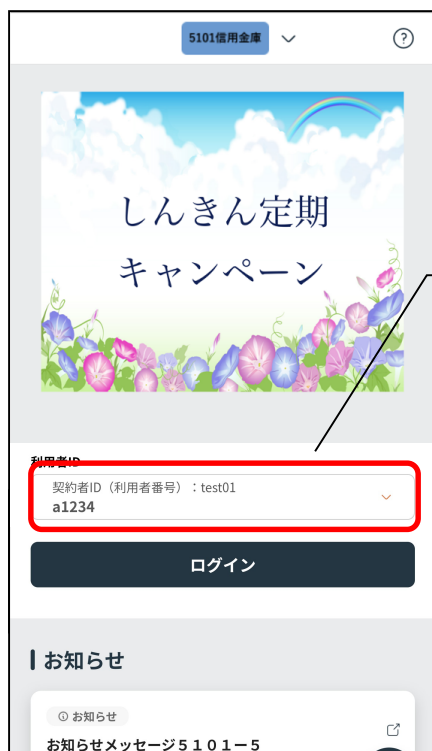 5101信用金庫
?
しんきん定期
キャンペーン
利用者ID
契約者ID（利用者番号）：test01
a1234
ログイン
お知らせ
お知らせ
お知らせメッセージ５１０１－５